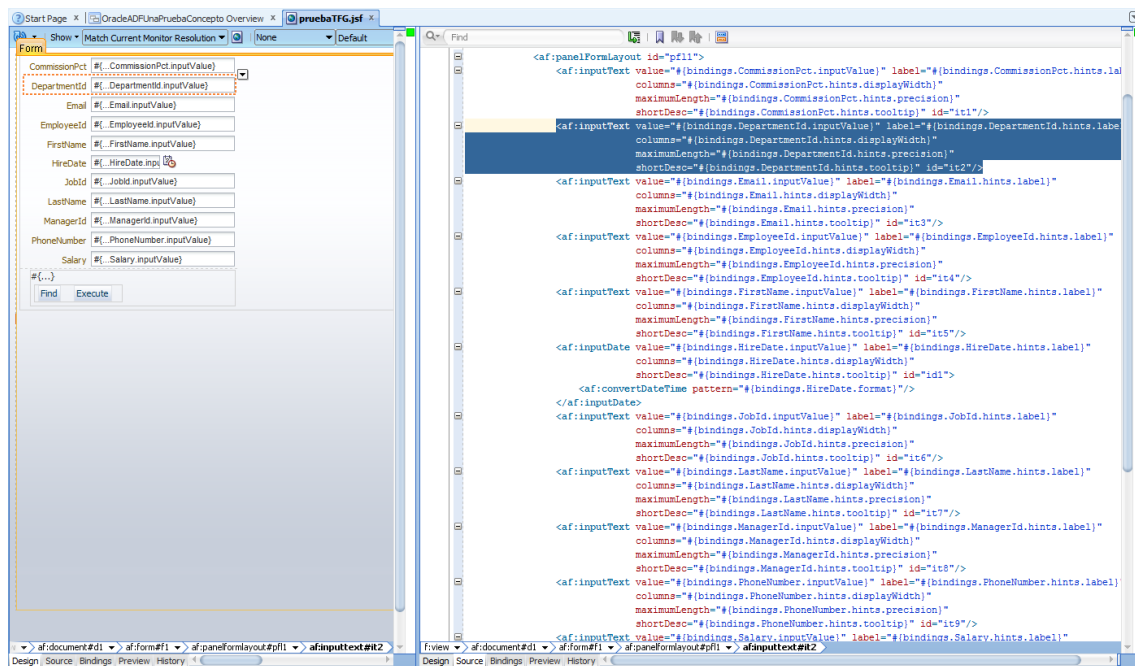 Start Page x OracleADFUnaPruebaConcepto Overview x pruebaTFG.jsf x
Show Match Current Monitor Resolution None Default
Form
CommissionPct #{...CommissionPct.inputValue}
DepartmentId #{...DepartmentId.inputValue}
Email #{...Email.inputValue}
EmployeeId #{...EmployeeId.inputValue}
FirstName #{...FirstName.inputValue}
HireDate #{...HireDate.inpu
JobId #{...JobId.inputValue}
LastName #{...LastName.inputValue}
ManagerId #{...ManagerId.inputValue}
PhoneNumber #{...PhoneNumber.inputValue}
Salary #{...Salary.inputValue}
#{...}
Find Execute
af:document#d1 af:form#f1 af:panelformlayout#pfl1 af:inputtext#it2
Design Source Bindings Preview History
Find
<af:panelFormLayout id="pfl1">
<af:inputText value="#{bindings.CommissionPct.inputValue}" label="#{bindings.CommissionPct.hints.lal
columns="#{bindings.CommissionPct.hints.displayWidth}"
maximumLength="#{bindings.CommissionPct.hints.precision}"
shortDesc="#{bindings.CommissionPct.hints.tooltip}" id="it1"/>
<af:inputText value="#{bindings.DepartmentId.inputValue}" label="#{bindings.DepartmentId.hints.labe
columns="#{bindings.DepartmentId.hints.displayWidth}"
maximumLength="#{bindings.DepartmentId.hints.precision}"
shortDesc="#{bindings.DepartmentId.hints.tooltip}" id="it2"/>
<af:inputText value="#{bindings.Email.inputValue}" label="#{bindings.Email.hints.label}"
columns="#{bindings.Email.hints.displayWidth}"
maximumLength="#{bindings.Email.hints.precision}"
shortDesc="#{bindings.Email.hints.tooltip}" id="it3"/>
<af:inputText value="#{bindings.EmployeeId.inputValue}" label="#{bindings.EmployeeId.hints.label}"
columns="#{bindings.EmployeeId.hints.displayWidth}"
maximumLength="#{bindings.EmployeeId.hints.precision}"
shortDesc="#{bindings.EmployeeId.hints.tooltip}" id="it4"/>
<af:inputText value="#{bindings.FirstName.inputValue}" label="#{bindings.FirstName.hints.label}"
columns="#{bindings.FirstName.hints.displayWidth}"
maximumLength="#{bindings.FirstName.hints.precision}"
shortDesc="#{bindings.FirstName.hints.tooltip}" id="it5"/>
<af:inputDate value="#{bindings.HireDate.inputValue}" label="#{bindings.HireDate.hints.label}"
columns="#{bindings.HireDate.hints.displayWidth}"
shortDesc="#{bindings.HireDate.hints.tooltip}" id="id1">
<af:convertDateTime pattern="#{bindings.HireDate.format}"/>
</af:inputDate>
<af:inputText value="#{bindings.JobId.inputValue}" label="#{bindings.JobId.hints.label}"
columns="#{bindings.JobId.hints.displayWidth}"
maximumLength="#{bindings.JobId.hints.precision}"
shortDesc="#{bindings.JobId.hints.tooltip}" id="it6"/>
<af:inputText value="#{bindings.LastName.inputValue}" label="#{bindings.LastName.hints.label}"
columns="#{bindings.LastName.hints.displayWidth}"
maximumLength="#{bindings.LastName.hints.precision}"
shortDesc="#{bindings.LastName.hints.tooltip}" id="it7"/>
<af:inputText value="#{bindings.ManagerId.inputValue}" label="#{bindings.ManagerId.hints.label}"
columns="#{bindings.ManagerId.hints.displayWidth}"
maximumLength="#{bindings.ManagerId.hints.precision}"
shortDesc="#{bindings.ManagerId.hints.tooltip}" id="it8"/>
<af:inputText value="#{bindings.PhoneNumber.inputValue}" label="#{bindings.PhoneNumber.hints.label}
columns="#{bindings.PhoneNumber.hints.displayWidth}"
maximumLength="#{bindings.PhoneNumber.hints.precision}"
shortDesc="#{bindings.PhoneNumber.hints.tooltip}" id="it9"/>
<af:inputText value="#{bindings.Salary.inputValue}" label="#{bindings.Salary.hints.label}"
f:view af:document#d1 af:form#f1 af:panelformlayout#pfl1 af:inputtext#it2
Design Source Bindings Preview History